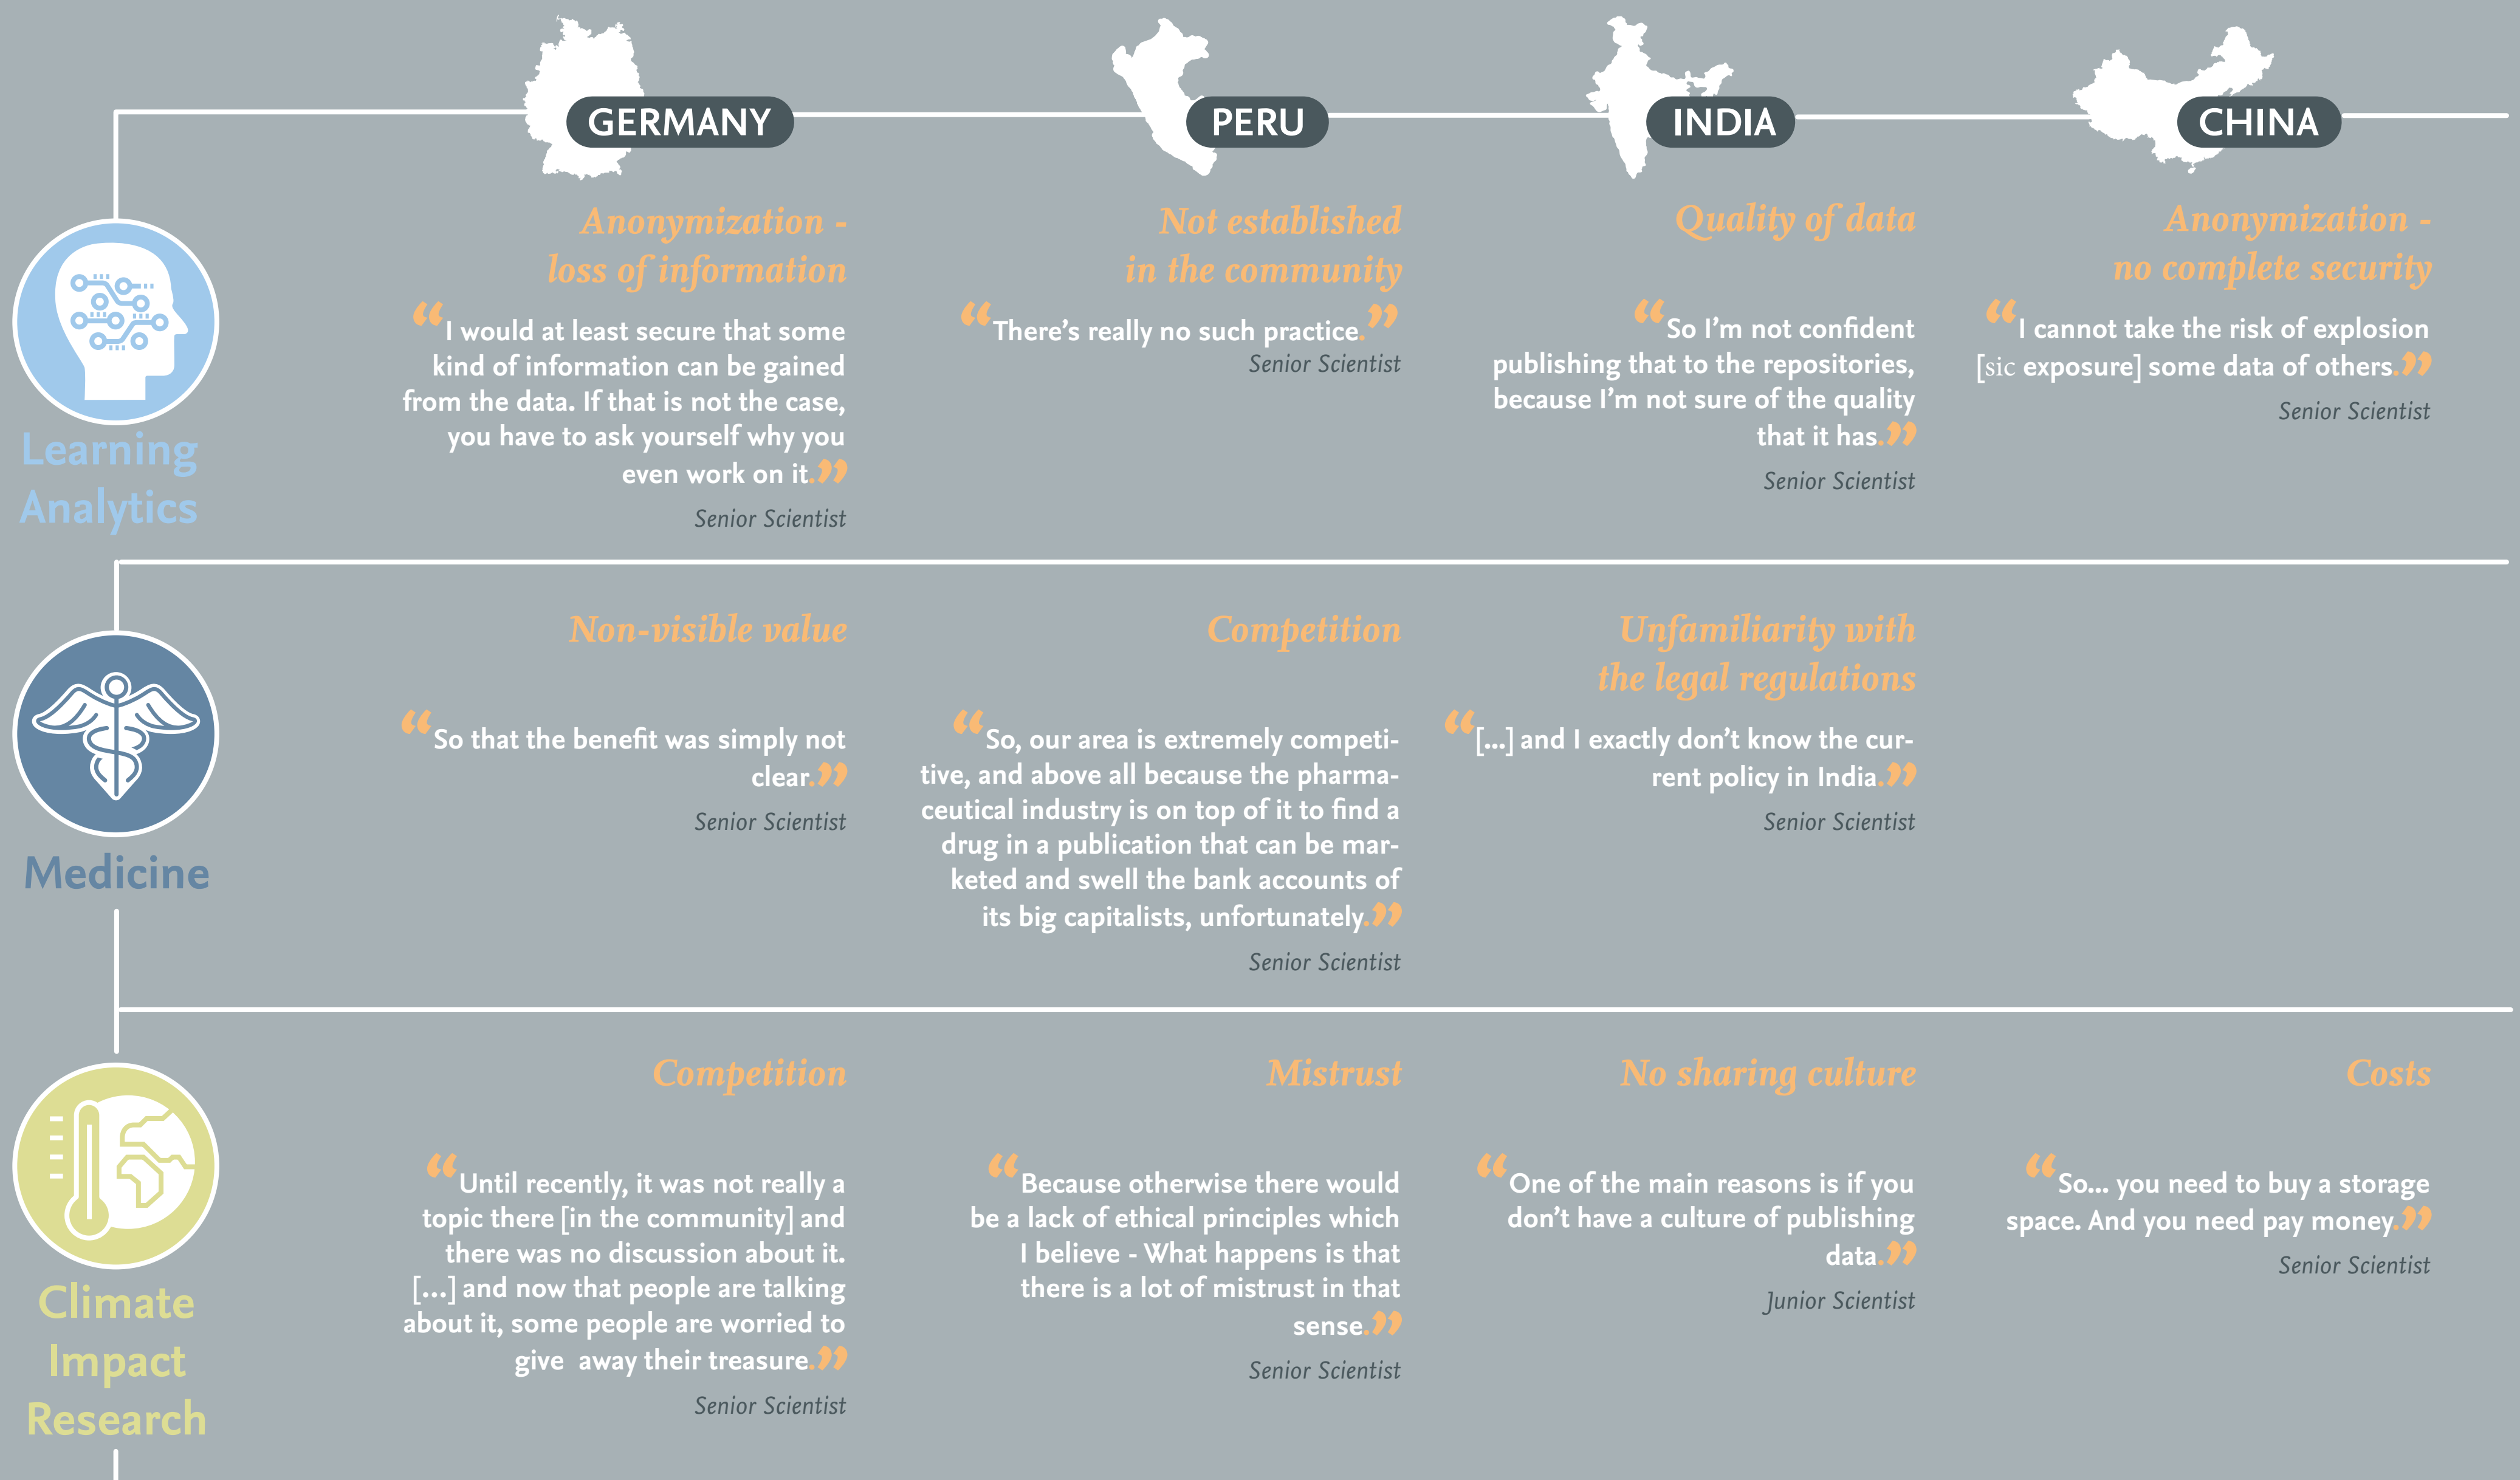 GERMANY
PERU
INDIA
CHINA
Learning
Analytics
Anonymization -
loss of information
“I would at least secure that some
kind of information can be gained
from the data. If that is not the case,
you have to ask yourself why you
even work on it.”
Senior Scientist
Not established
in the community
“There’s really no such practice.”
Senior Scientist
Quality of data
“So I’m not confident
publishing that to the repositories,
because I’m not sure of the quality
that it has.”
Senior Scientist
Anonymization -
no complete security
“I cannot take the risk of explosion
[sic exposure] some data of others.”
Senior Scientist
Medicine
Non-visible value
“So that the benefit was simply not
clear.”
Senior Scientist
Competition
“So, our area is extremely competi-
tive, and above all because the pharma-
ceutical industry is on top of it to find a
drug in a publication that can be mar-
keted and swell the bank accounts of
its big capitalists, unfortunately.”
Senior Scientist
Unfamiliarity with
the legal regulations
“[...] and I exactly don’t know the cur-
rent policy in India.”
Senior Scientist
Climate
Impact
Research
Competition
“Until recently, it was not really a
topic there [in the community] and
there was no discussion about it.
[...] and now that people are talking
about it, some people are worried to
give  away their treasure.”
Senior Scientist
Mistrust
“Because otherwise there would
be a lack of ethical principles which
I believe - What happens is that
there is a lot of mistrust in that
sense.”
Senior Scientist
No sharing culture
“One of the main reasons is if you
don’t have a culture of publishing
data.”
Junior Scientist
Costs
“So... you need to buy a storage
space. And you need pay money.”
Senior Scientist